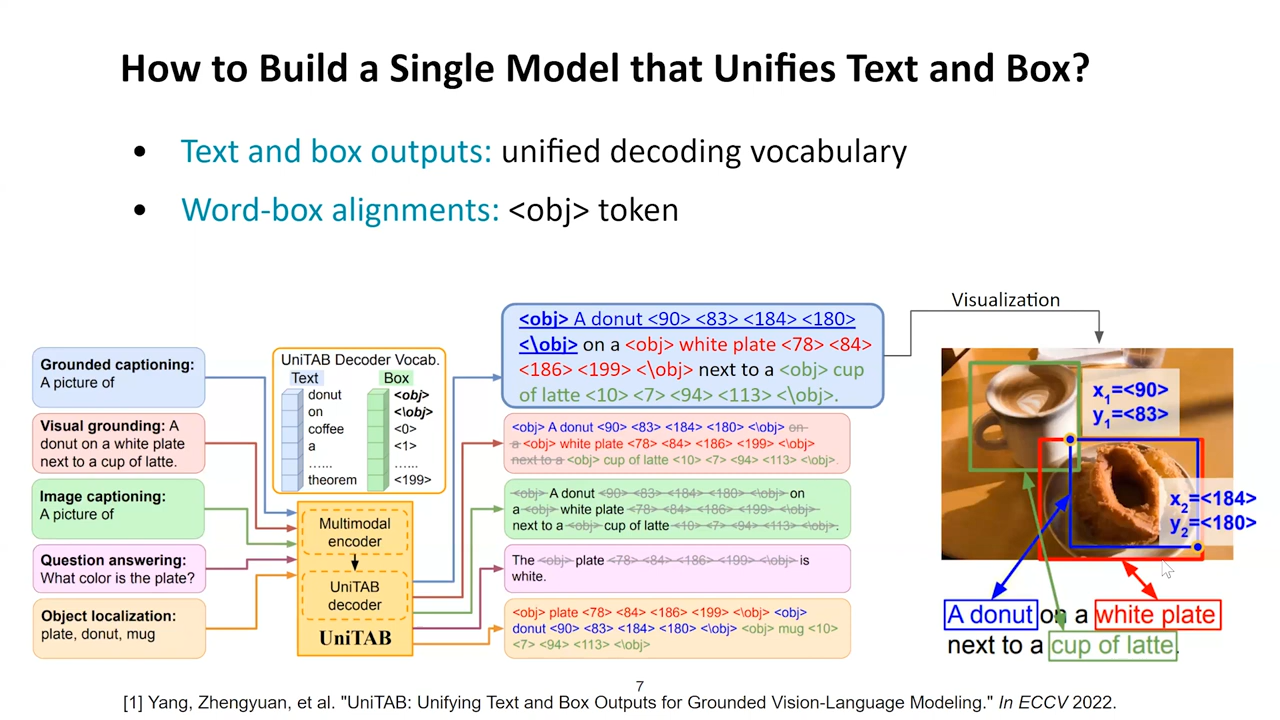 How to Build a Single Model that Unifies Text and Box?
• Text and box outputs: unified decoding vocabulary
• Word-box alignments: <obj> token
Grounded captioning:
A picture of
Visual grounding: A
donut on a white plate
next to a cup of latte.
Image captioning:
A picture of
Question answering:
What color is the plate?
Object localization:
plate, donut, mug
UniTAB Decoder Vocab.
Text Box
donut <obj>
on <\obj>
coffee <0>
a <1>
...... ......
theorem <199>
Multimodal
encoder
UniTAB
decoder
UniTAB
<obj> A donut <90> <83> <184> <180>
<\obj> on a <obj> white plate <78> <84>
<186> <199> <\obj> next to a <obj> cup
of latte <10> <7> <94> <113> <\obj>.
<obj> A donut <90> <83> <184> <180> <\obj> on
a <obj> white plate <78> <84> <186> <199> <\obj>
next to a <obj> cup of latte <10> <7> <94> <113> <\obj>.
<obj> A donut <90> <83> <184> <180> <\obj> on
a <obj> white plate <78> <84> <186> <199> <\obj>
next to a <obj> cup of latte <10> <7> <94> <113> <\obj>.
The <obj> plate <78> <84> <186> <199> <\obj> is
white.
<obj> plate <78> <84> <186> <199> <\obj> <obj>
donut <90> <83> <184> <180> <\obj> <obj> mug <10>
<7> <94> <113> <\obj>
Visualization
x1=<90>
y1=<83>
x2=<184>
y2=<180>
A donut on a white plate
next to a cup of latte.
7
[1] Yang, Zhengyuan, et al. "UniTAB: Unifying Text and Box Outputs for Grounded Vision-Language Modeling." In ECCV 2022.